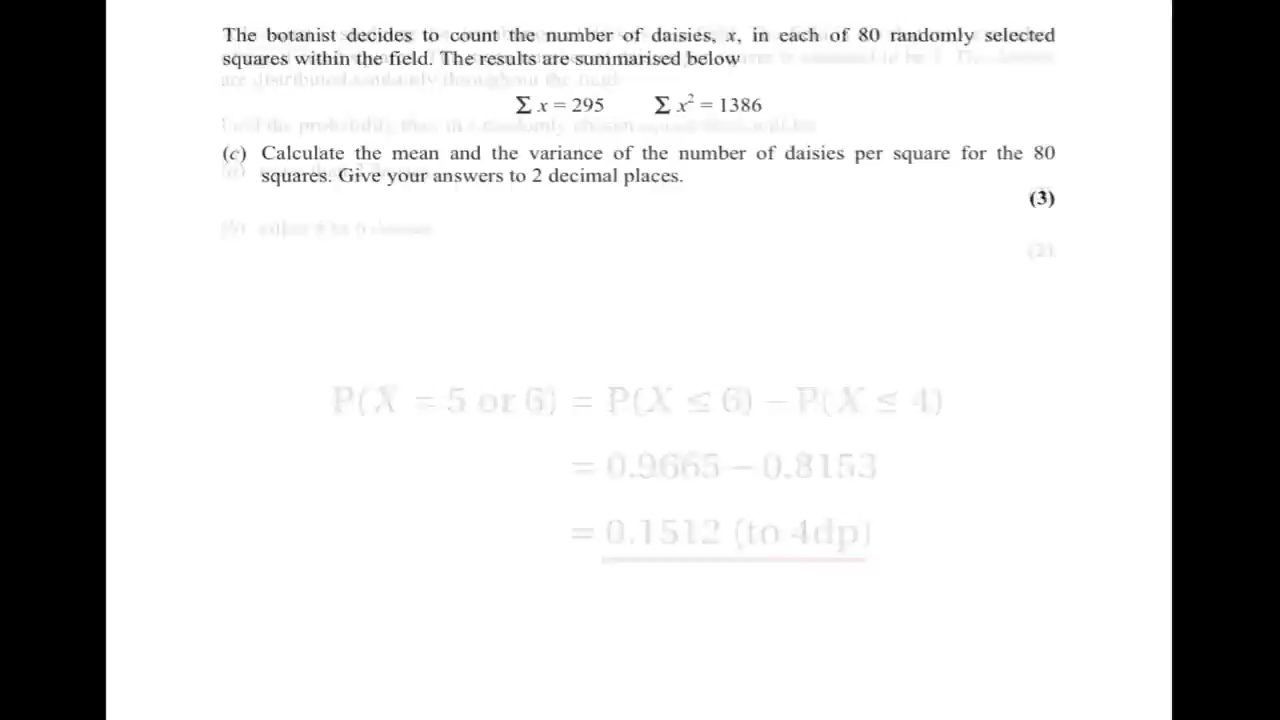 The botanist decides to count the number of daisies, x, in each of 80 randomly selected
squares within the field. The results are summarised below
∑ x = 295 ∑ x² = 1386
(c) Calculate the mean and the variance of the number of daisies per square for the 80
squares. Give your answers to 2 decimal places.
(3)
(2)
P(X = 5 or 6) = P(X ≤ 6) − P(X ≤ 4)
= 0.9665 − 0.8153
= 0.1512 (to 4dp)